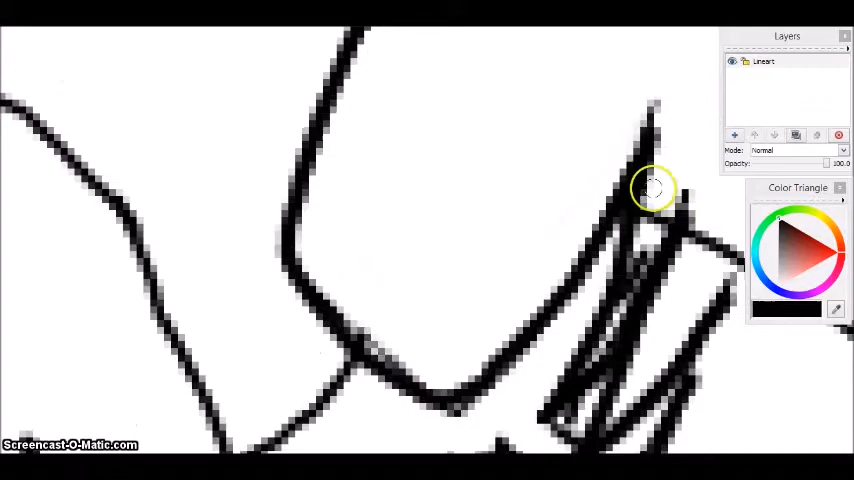 Layers
Lineart
Mode: Normal
Opacity: 100.0
Color Triangle
Screencast-O-Matic.com